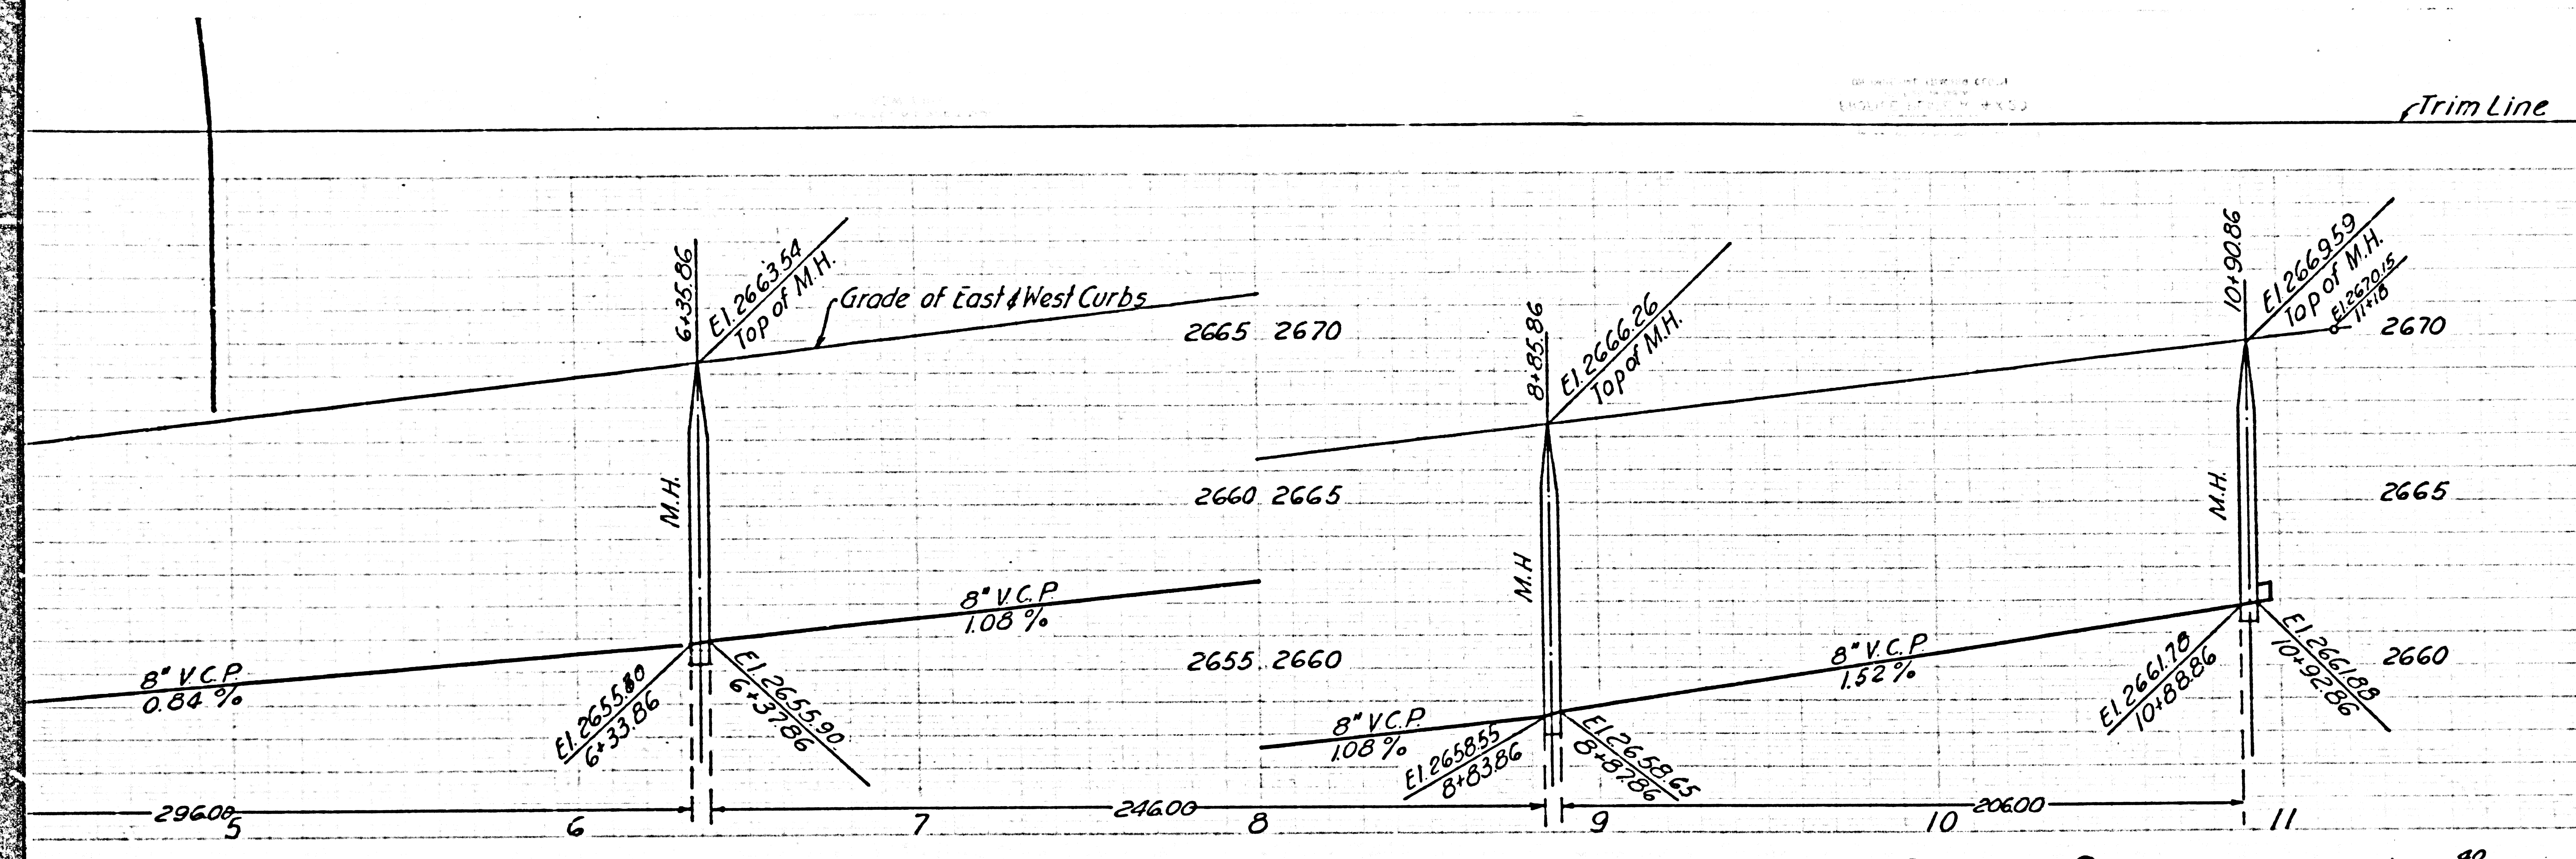 Trim Line
6+35.86
El. 2663.54
Top of M.H.
Grade of East & West Curbs
8+85.86
El. 2666.26
Top of M.H.
10+90.86
El. 2669.59
Top of M.H.
El. 2670.15
11+18
2665 2670
2670
M.H.
2660 2665
M.H
M.H.
2665
8" V.C.P.
0.84 %
El. 2655.80
6+33.86
El. 2655.90
6+37.86
8" V.C.P.
1.08 %
2655 2660
8" V.C.P.
1.08 %
El. 2658.55
8+83.86
El. 2658.65
8+87.86
8" V.C.P.
1.52 %
El. 2661.78
10+88.86
El. 2661.88
10+92.86
2660
296.00
246.00
206.00
5 6 7 8 9 10 11